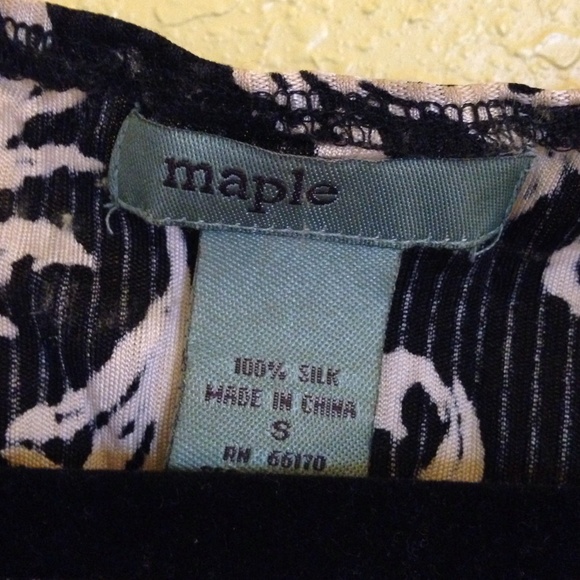 maple
100% SILK
MADE IN CHINA
S
RN 66170